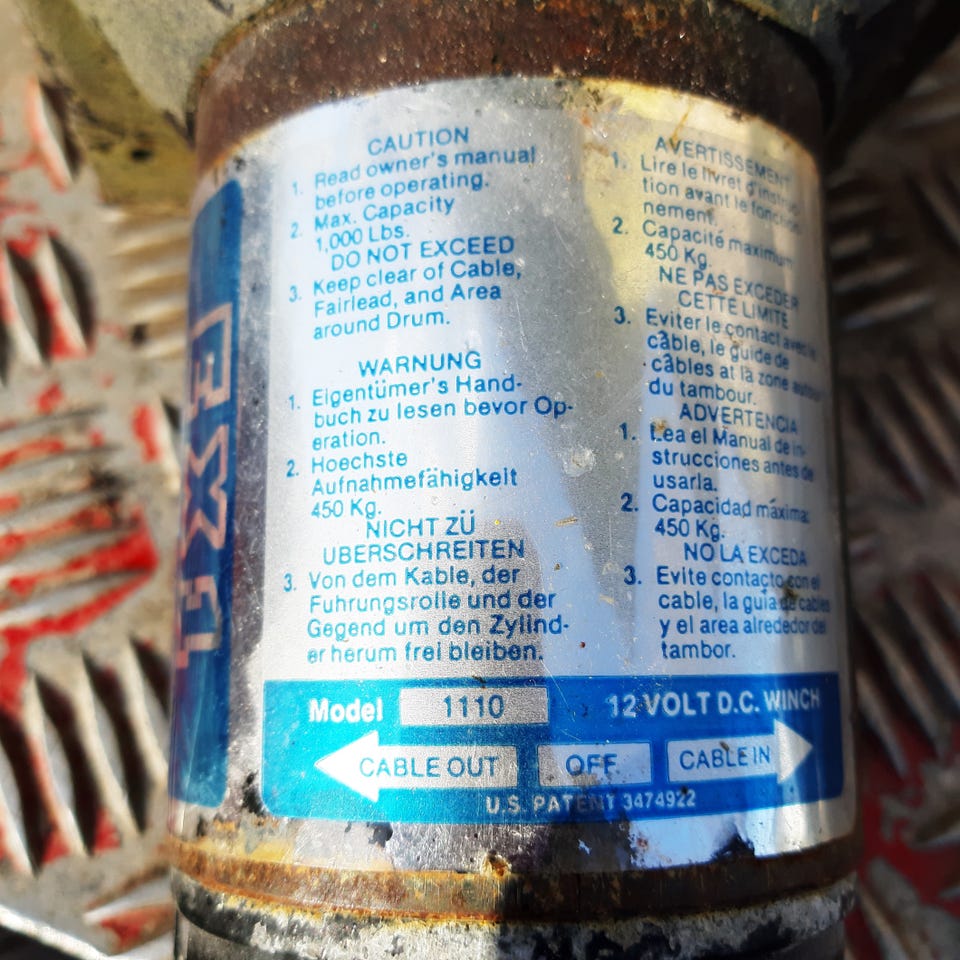 CAUTION
1. Read owner's manual
before operating.
2. Max. Capacity
1,000 Lbs.
DO NOT EXCEED
3. Keep clear of Cable,
Fairlead, and Area
around Drum.
WARNUNG
1. Eigentümer's Hand-
buch zu lesen bevor Op-
eration.
2. Hoechste
Aufnahmefähigkeit
450 Kg.
NICHT ZÜ
UBERSCHREITEN
3. Von dem Kable, der
Fuhrungsrolle und der
Gegend um den Zylind-
er herum frei bleiben.
AVERTISSEMENT
1. Lire le livret d'instruc-
tion avant le fonction-
nement.
2. Capacité maximum
450 Kg.
NE PAS EXCEDER
CETTE LIMITE
3. Eviter le contact avec le
câble, le guide de
câbles at la zone autour
du tambour.
ADVERTENCIA
1. Lea el Manual de in-
strucciones antes de
usarla.
2. Capacidad máxima
450 Kg.
NO LA EXCEDA
3. Evite contacto con el
cable, la guia de cables
y el area alrededor del
tambor.
Model 1110 12 VOLT D.C. WINCH
CABLE OUT OFF CABLE IN
U.S. PATENT 3474922